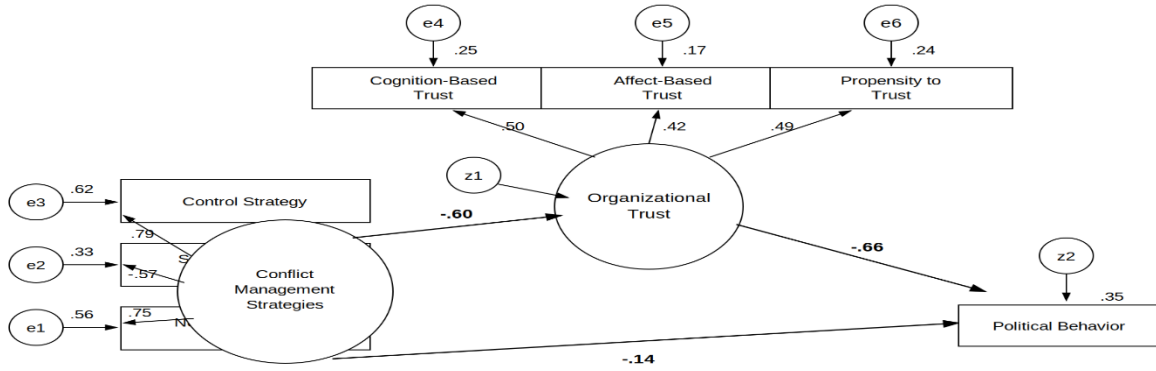 e4
e5
e6
.25
.17
.24
Cognition-Based
Trust
Affect-Based
Trust
Propensity to
Trust
.50
.42
.49
z1
Organizational
Trust
e3
.62
Control Strategy
.79
-.60
-.66
e2
.33
-.57
Conflict
Management
Strategies
z2
.35
e1
.56
.75
Political Behavior
-.14